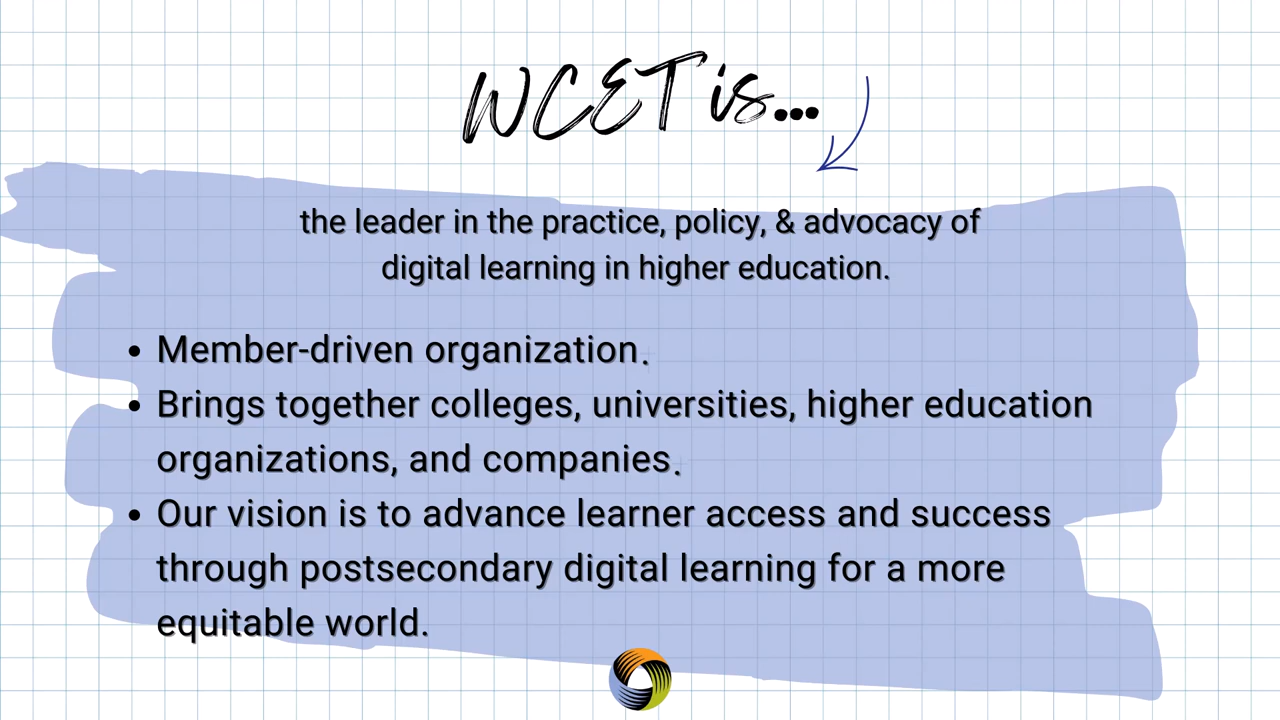 WCET is...
the leader in the practice, policy, & advocacy of
digital learning in higher education.
• Member-driven organization.
• Brings together colleges, universities, higher education
organizations, and companies.
• Our vision is to advance learner access and success
through postsecondary digital learning for a more
equitable world.